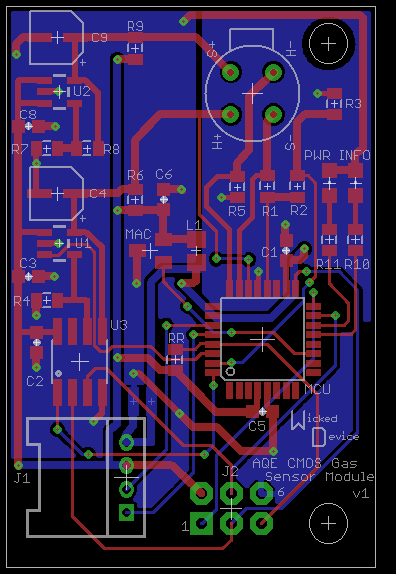 R9
C9
+
S+
H-
U2
R3
C8
R7
R8
H+
S-
PWR INFO
R6
C6
C4
R5
R1
R2
+
MAC
L1
U1
C1
C3
R11 R10
R4
U3
RR
C2
MCU
+ +
C5
icked
evice
J1
J2
AQE CMOS Gas
Sensor Module
6
v1
1